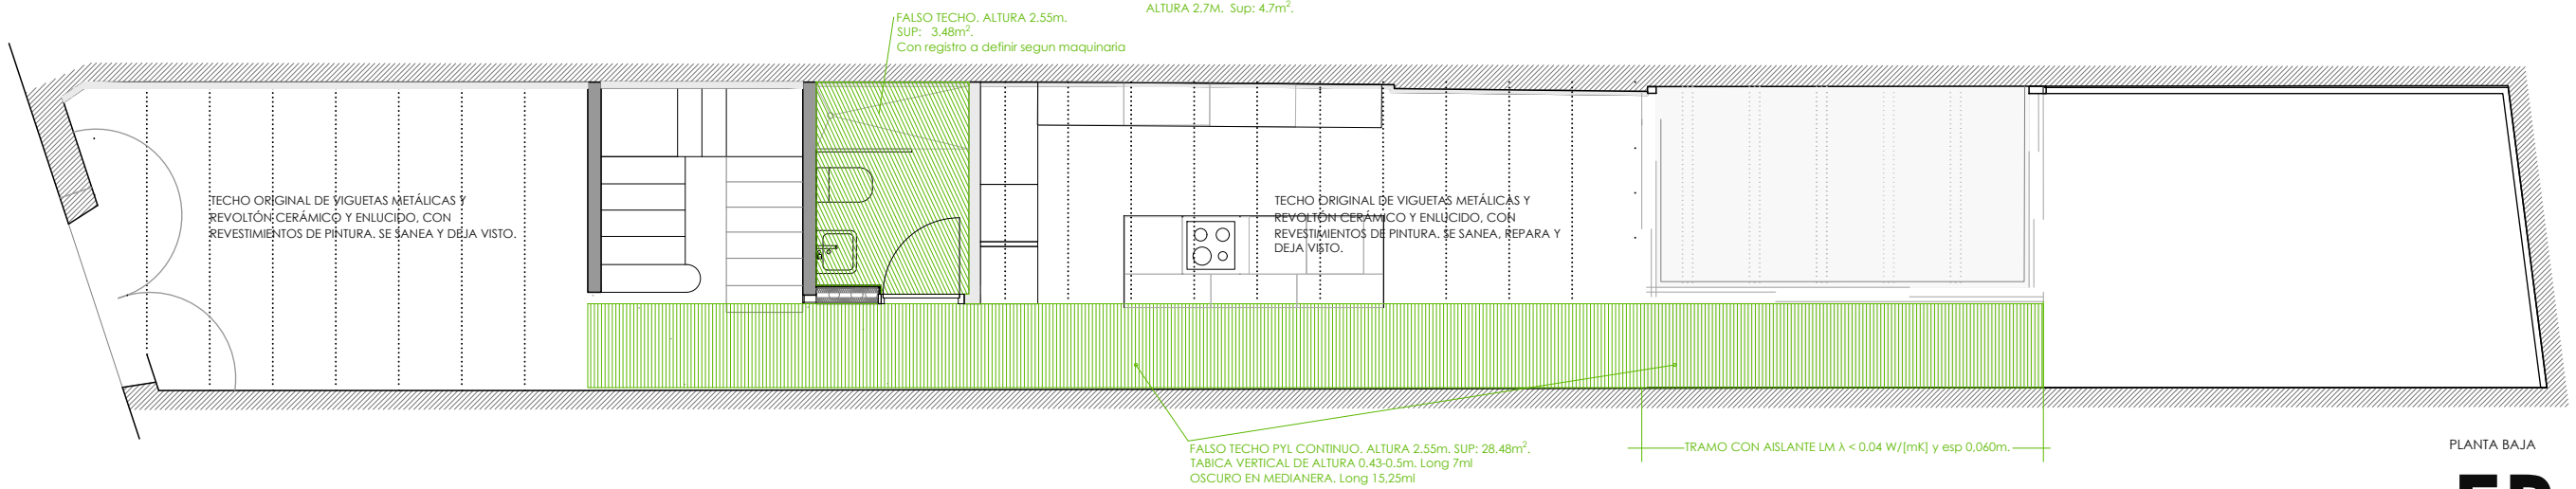 ALTURA 2.7M. Sup: 4.7m².
FALSO TECHO. ALTURA 2.55m.
SUP: 3.48m².
Con registro a definir segun maquinaria
TECHO ORIGINAL DE VIGUETAS METÁLICAS Y
REVOLTÓN CERÁMICO Y ENLUCIDO, CON
REVESTIMIENTOS DE PINTURA. SE SANEA Y DEJA VISTO.
TECHO ORIGINAL DE VIGUETAS METÁLICAS Y
REVOLTÓN CERÁMICO Y ENLUCIDO, CON
REVESTIMIENTOS DE PINTURA. SE SANEA, REPARA Y
DEJA VISTO.
FALSO TECHO PYL CONTINUO. ALTURA 2.55m. SUP: 28.48m².
TABICA VERTICAL DE ALTURA 0.43-0.5m. Long 7ml
OSCURO EN MEDIANERA. Long 15,25ml
TRAMO CON AISLANTE LM λ < 0.04 W/[mK] y esp 0,060m.
PLANTA BAJA